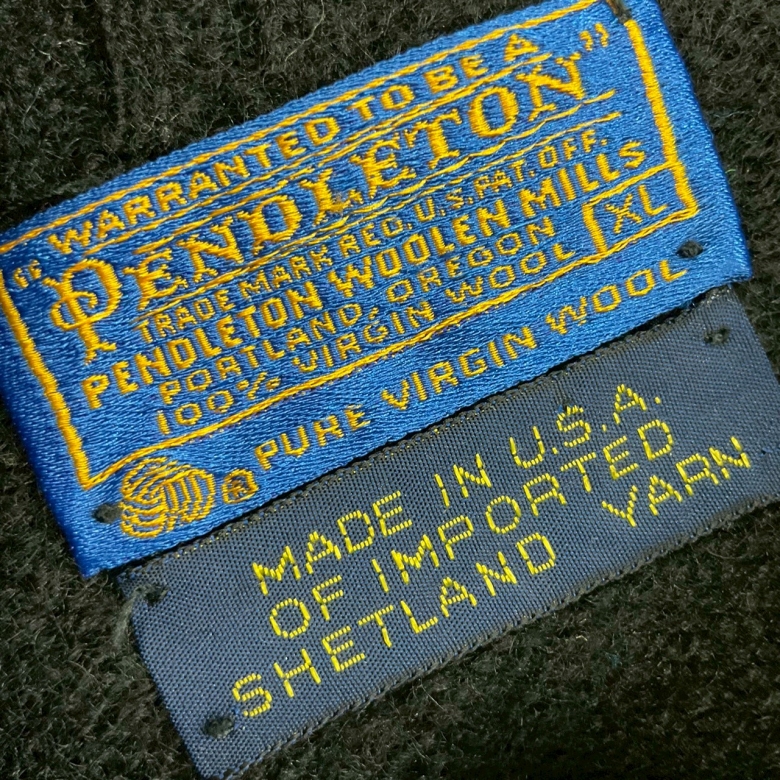 "WARRANTED TO BE A
PENDLETON"
TRADE MARK REG. U.S. PAT. OFF.
PENDLETON WOOLEN MILLS
PORTLAND, OREGON
100% VIRGIN WOOL
XL
® PURE VIRGIN WOOL
MADE IN U.S.A.
OF IMPORTED
SHETLAND YARN